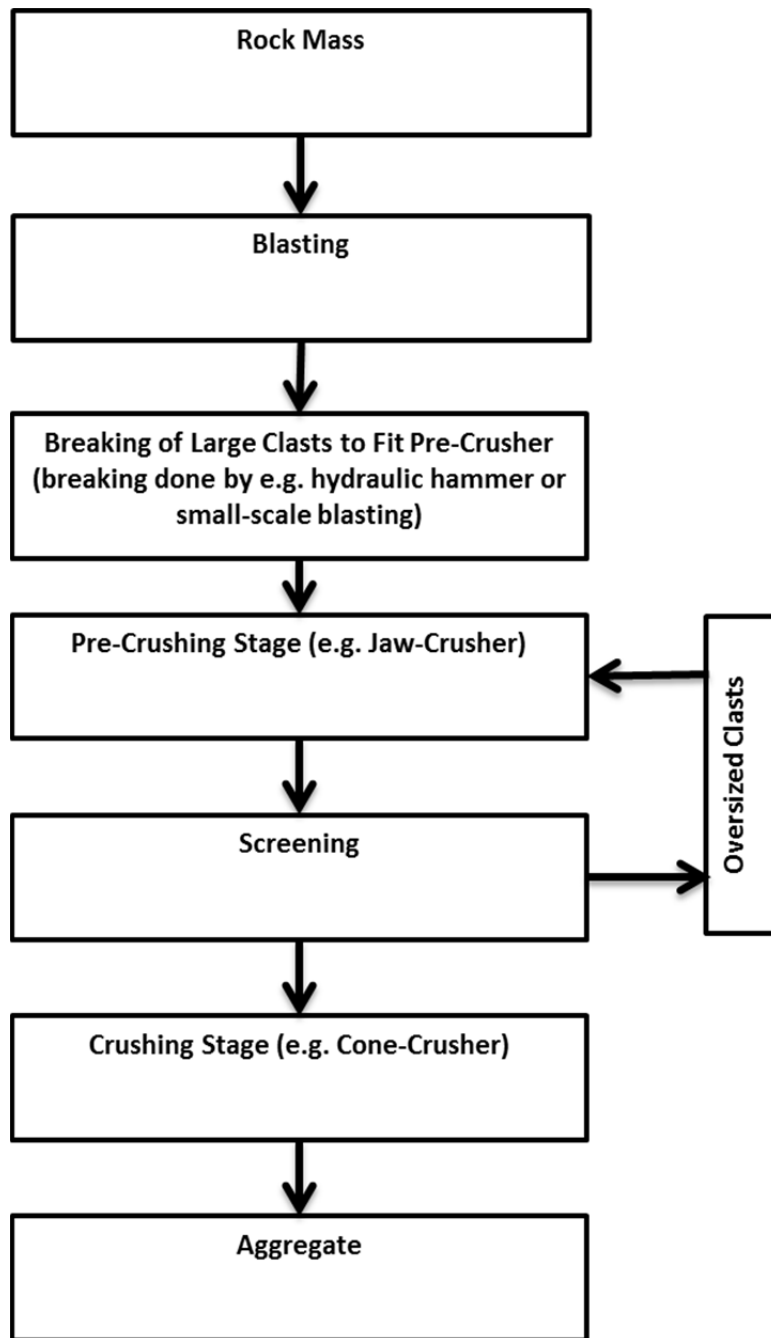 Rock Mass
Blasting
Breaking of Large Clasts to Fit Pre-Crusher
(breaking done by e.g. hydraulic hammer or
small-scale blasting)
Pre-Crushing Stage (e.g. Jaw-Crusher)
Oversized Clasts
Screening
Crushing Stage (e.g. Cone-Crusher)
Aggregate